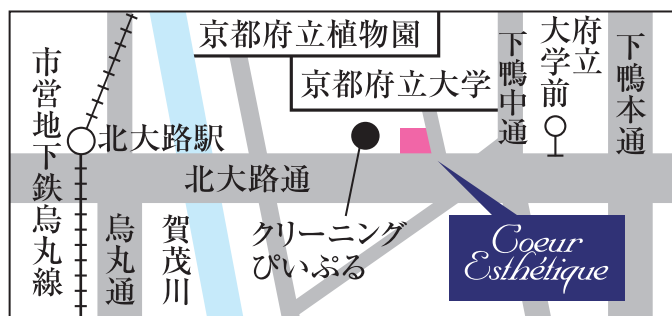 京都府立植物園
京都府立大学
市営地下鉄烏丸線
北大路駅
北大路通
烏丸通
賀茂川
クリーニング
ぴいぷる
下鴨中通
府立
大学前
下鴨本通
Coeur
Esthétique